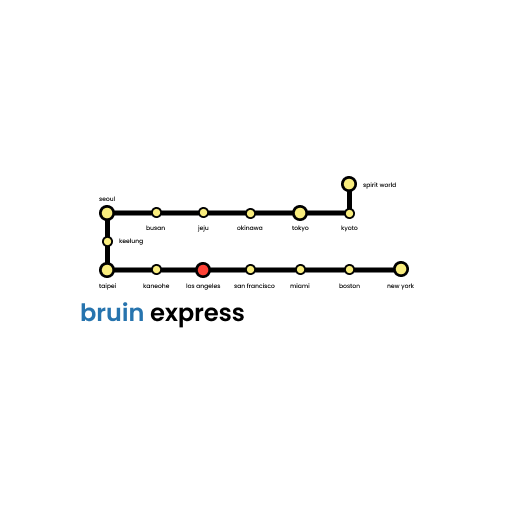 spirit world
seoul
busan jeju okinawa tokyo kyoto
keelung
taipei kaneohe los angeles san francisco miami boston new york
bruin express